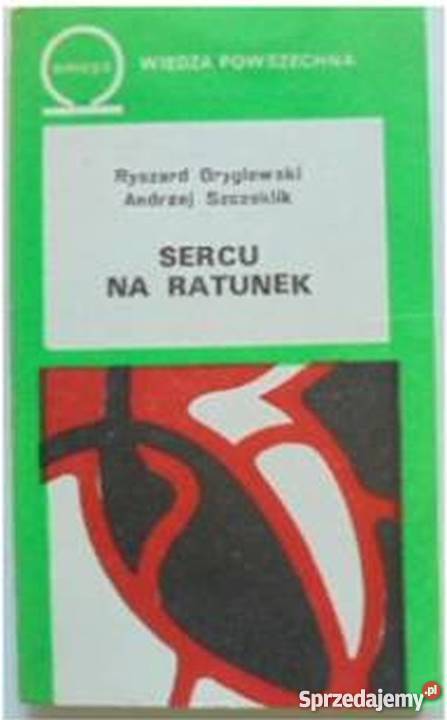 omega
WIEDZA POWSZECHNA
Ryszard Gryglewski
Andrzej Szczeklik
SERCU
NA RATUNEK
Sprzedajemy.pl